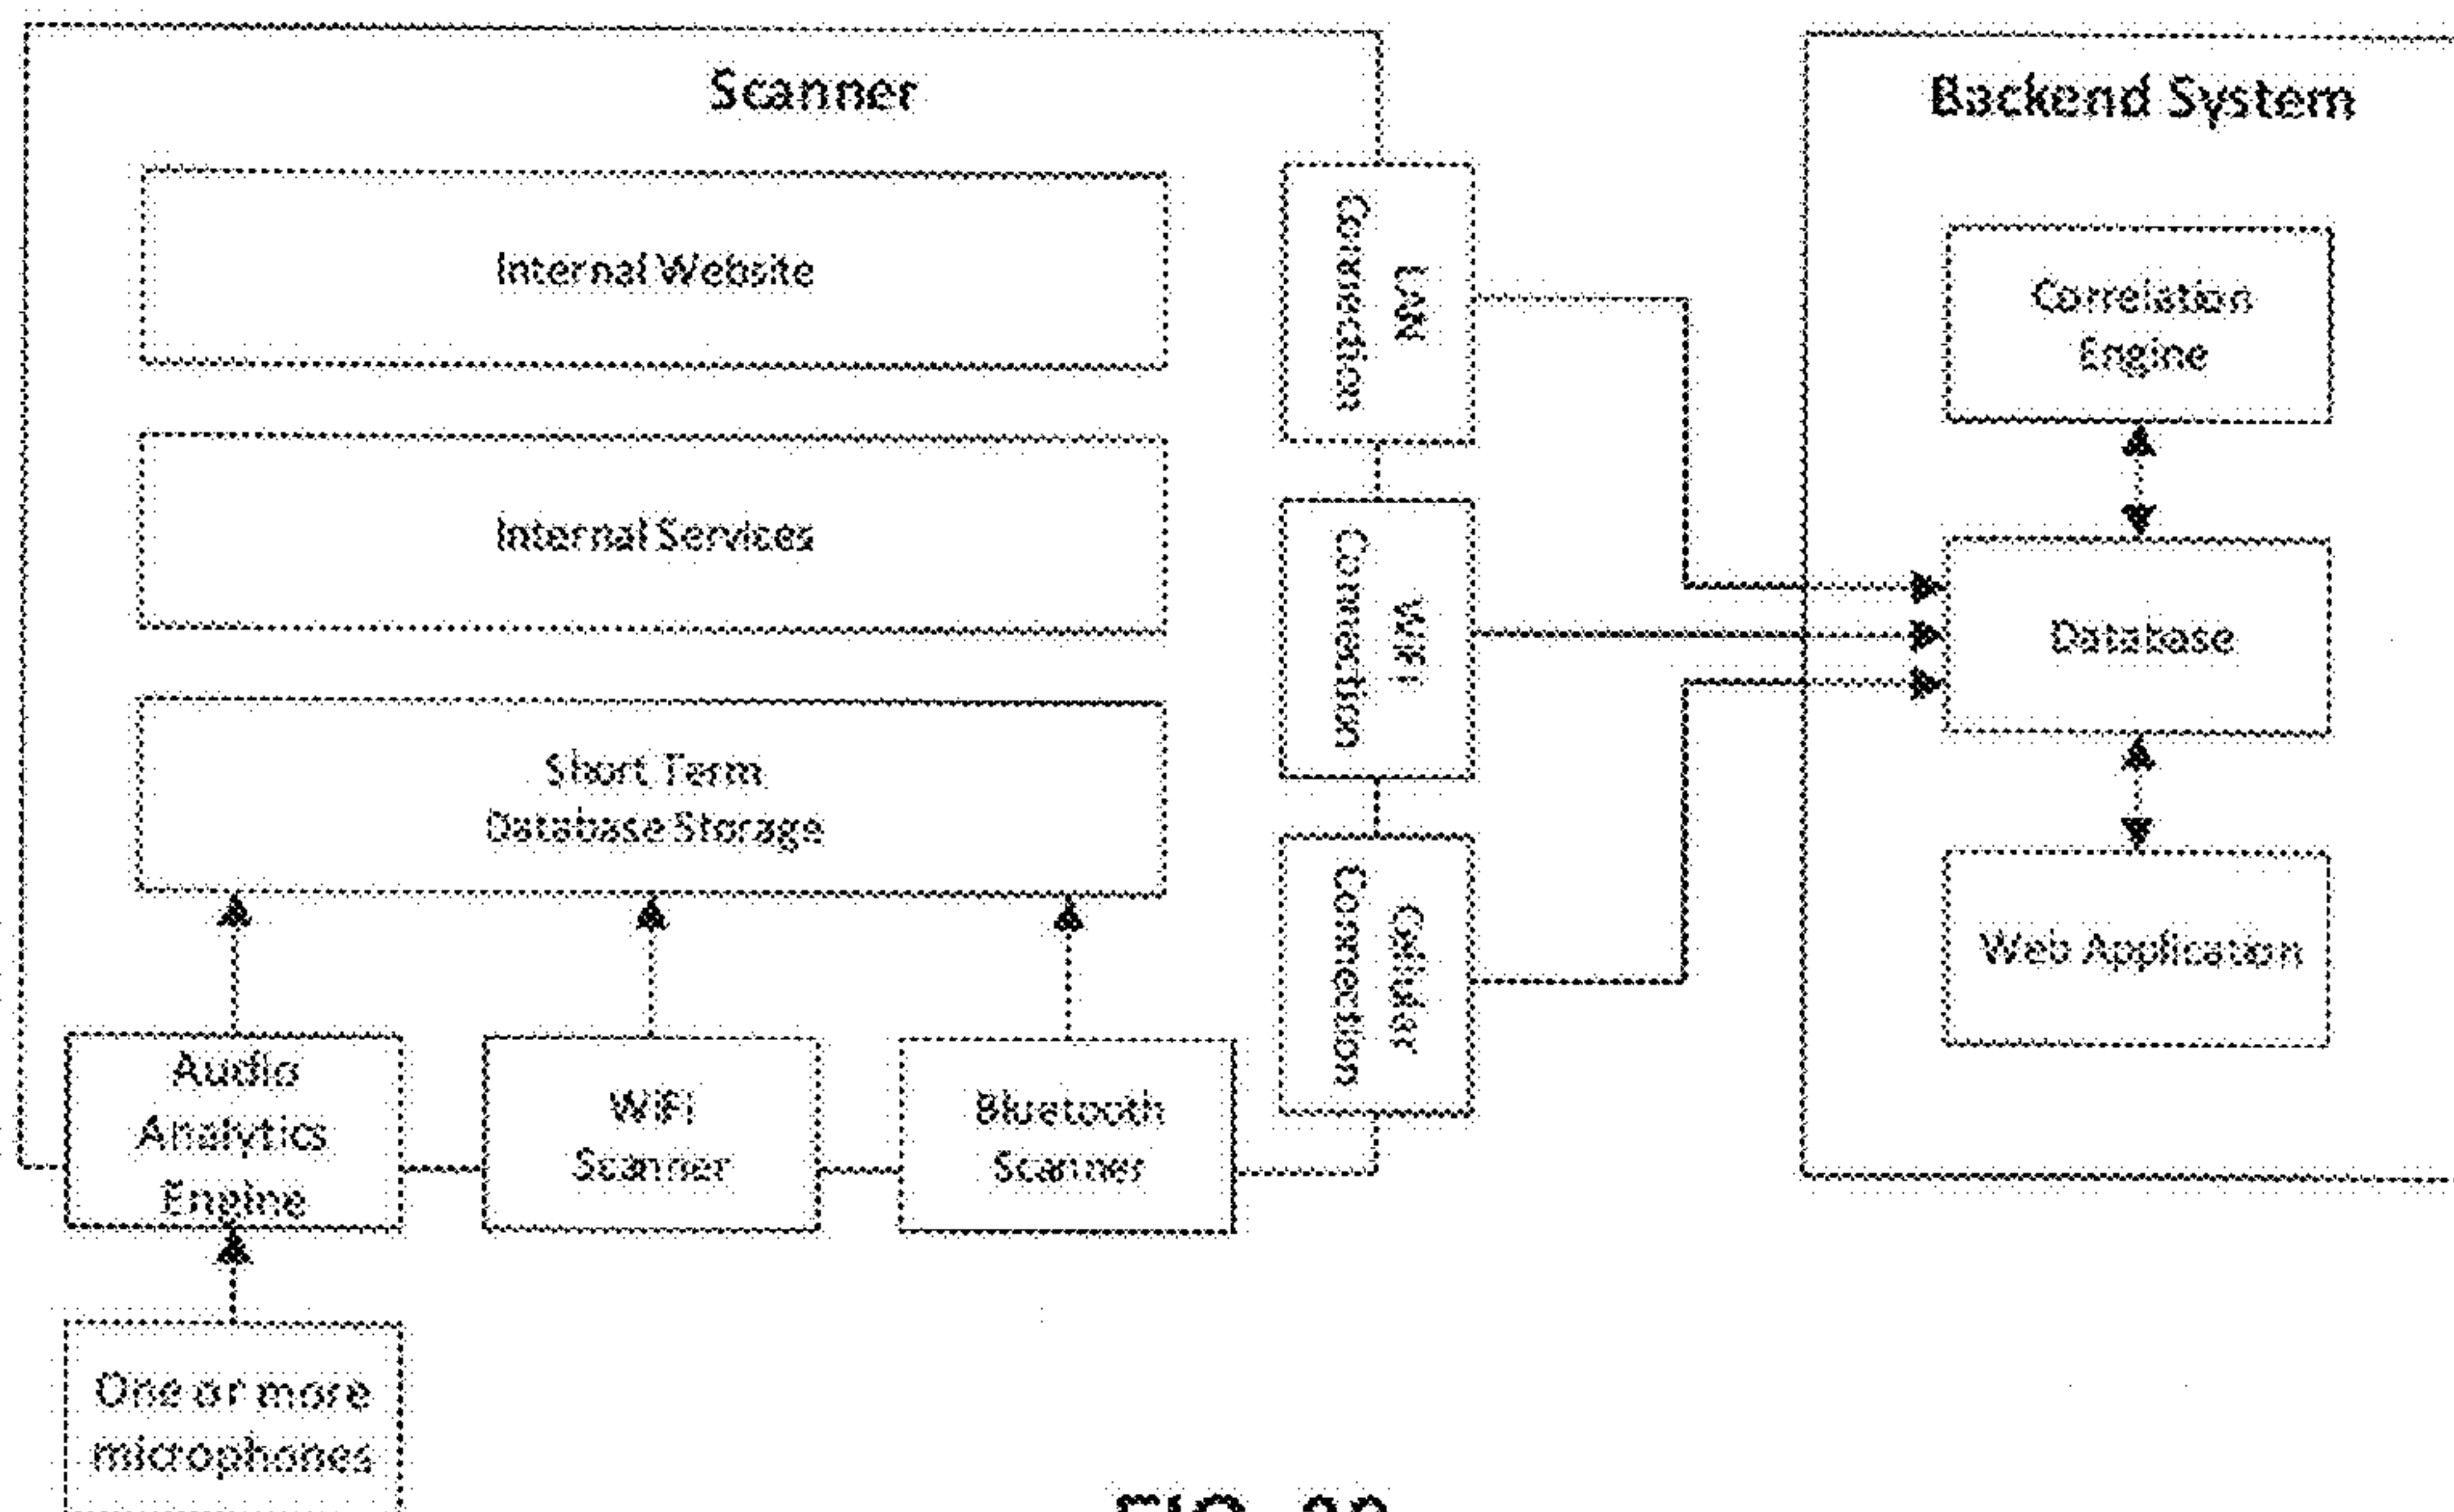 Scanner
Internal Website
Internal Services
Short Term
Database Storage
Audio
Analytics
Engine
WiFi
Scanner
Bluetooth
Scanner
One or more
microphones
LAN
Connection
WiFi
Connection
Cellular
Connection
Backend System
Correlation
Engine
Database
Web Application
FIG.